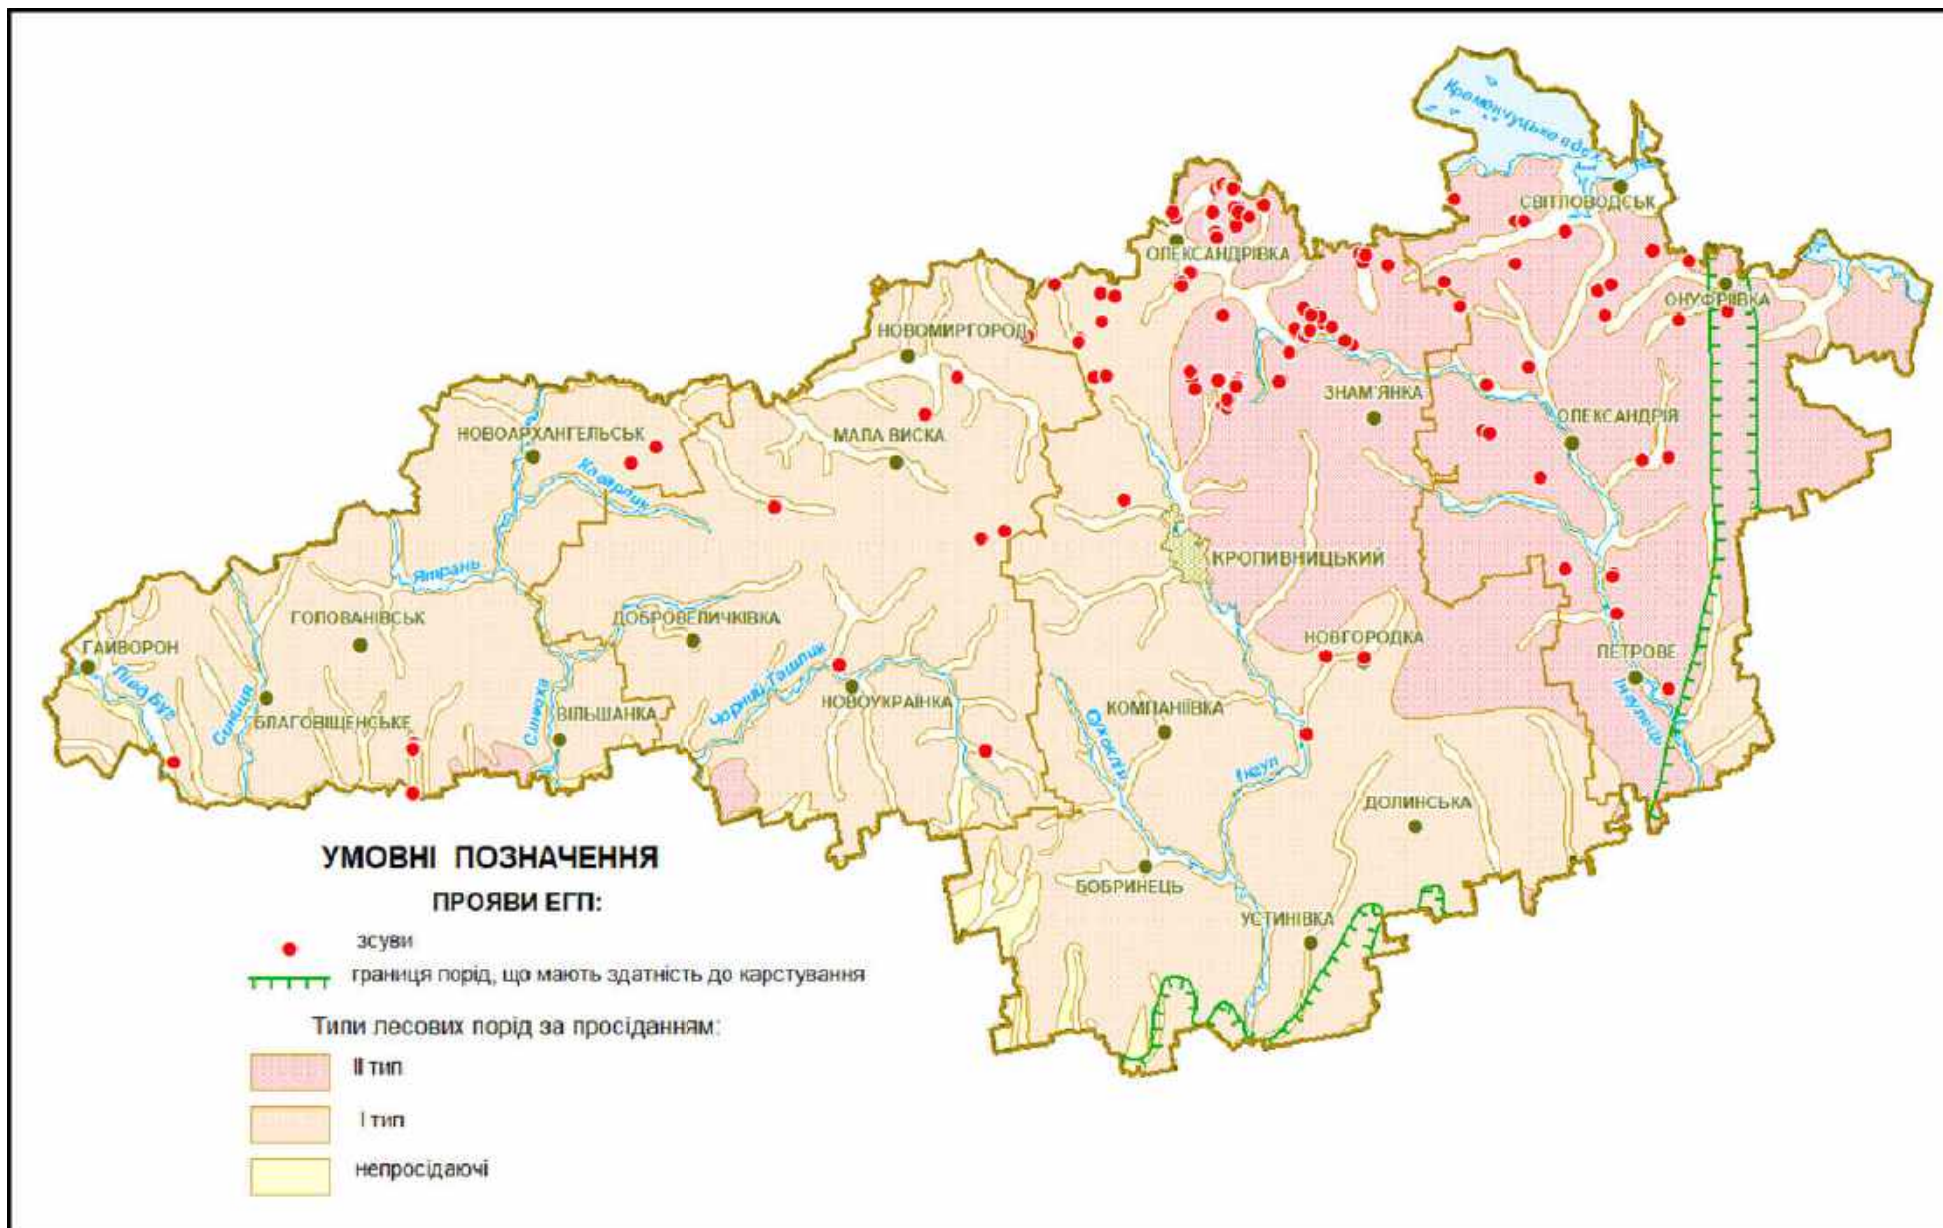 Кременчуцьке вдсх.
СВІТЛОВОДСЬК
ОЛЕКСАНДРІВКА
ОНУФРІЇВКА
НОВОМИРГОРОД
ЗНАМ'ЯНКА
ОЛЕКСАНДРІЯ
НОВОАРХАНГЕЛЬСЬК
МАЛА ВИСКА
Ятрань
КРОПИВНИЦЬКИЙ
ГОЛОВАНІВСЬК
ДОБРОВЕЛИЧКІВКА
НОВГОРОДКА
ГАЙВОРОН
ПЕТРОВЕ
Півд.Буг
Синиця
Синюха
Чорний Ташлик
НОВОУКРАЇНКА
Інгулець
БЛАГОВІЩЕНСЬКЕ
ВІЛЬШАНКА
КОМПАНІЇВКА
Сугоклей
Інгул
ДОЛИНСЬКА
БОБРИНЕЦЬ
УСТИНІВКА
УМОВНІ ПОЗНАЧЕННЯ
ПРОЯВИ ЕГП:
зсуви
границя порід, що мають здатність до карстування
Типи лесових порід за просіданням:
ІІ тип
І тип
непросідаючі